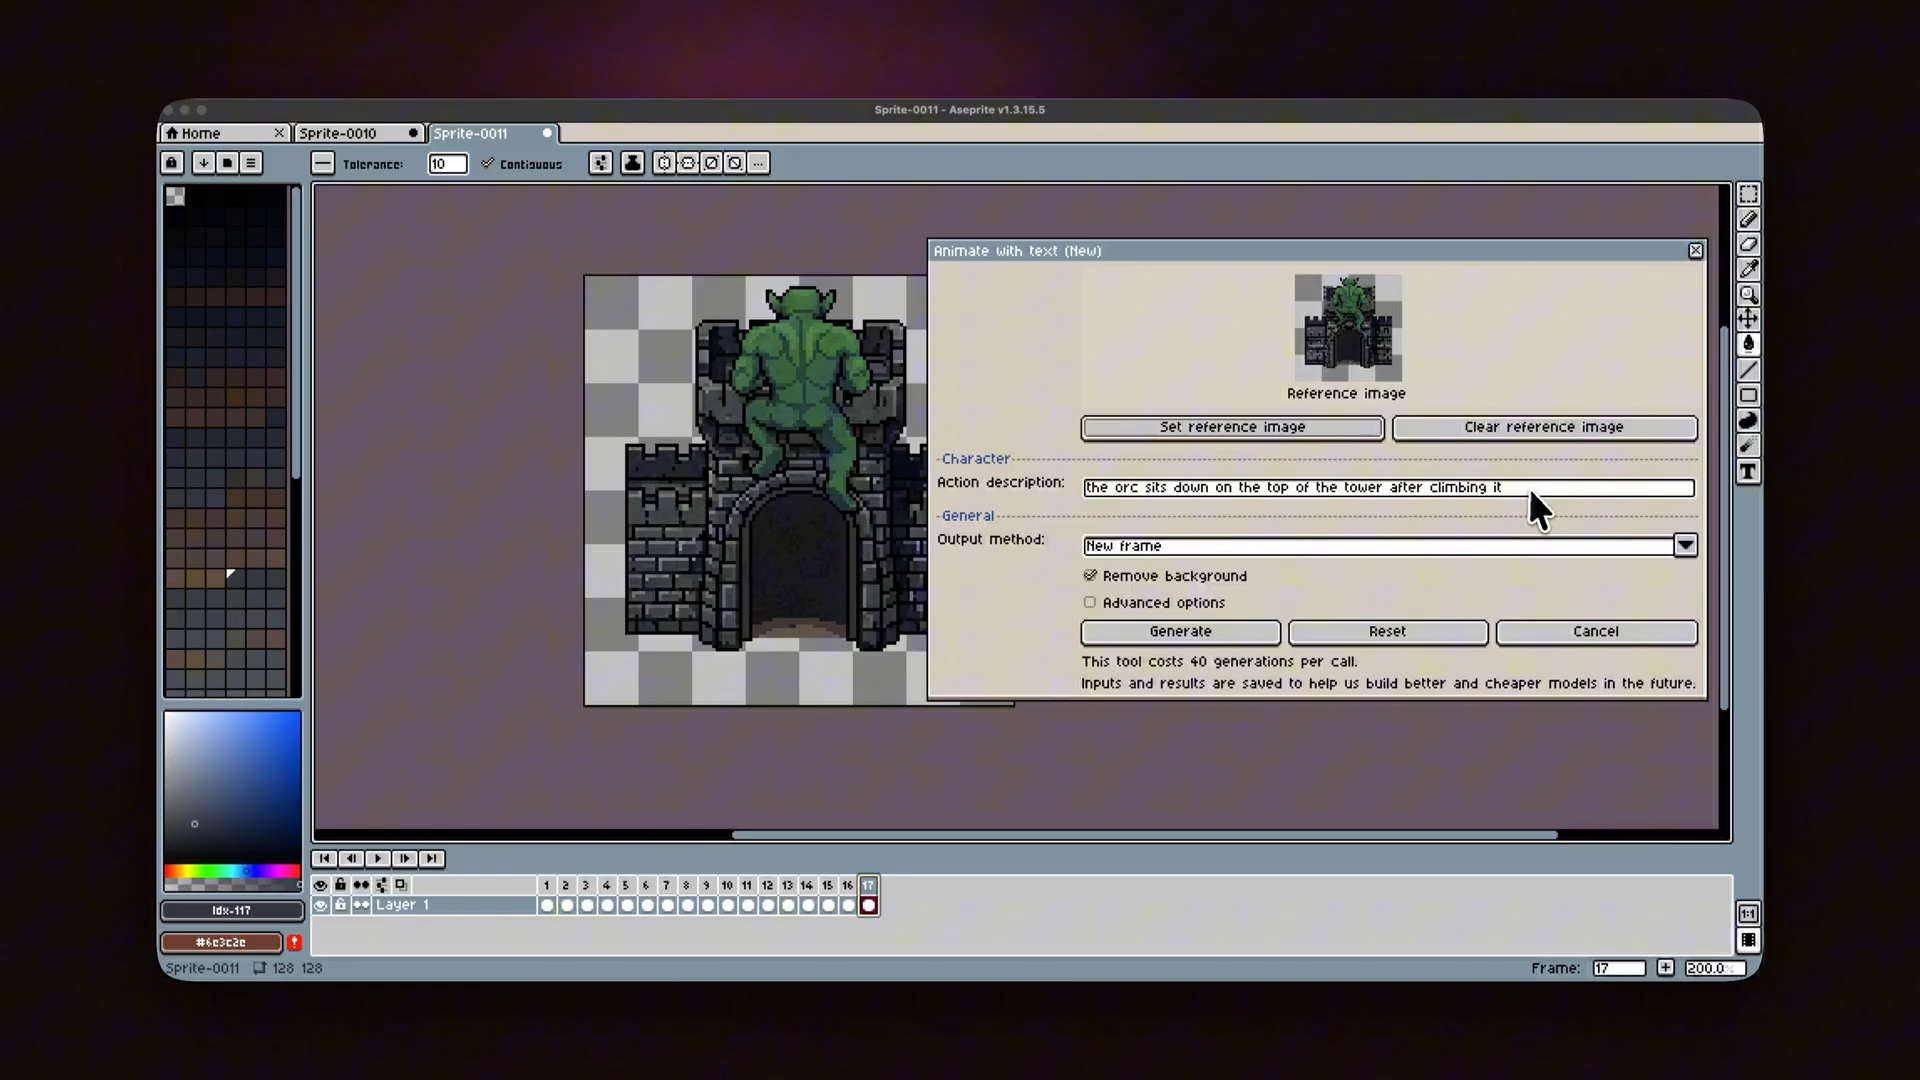 Sprite-0011 - Aseprite v1.3.15.5
Home
Sprite-0010
Sprite-0011
Tolerance:
10
Contiguous
Animate with text (New)
Reference image
Set reference image
Clear reference image
Character
Action description:
the orc sits down on the top of the tower after climbing it
General
Output method:
New frame
Remove background
Advanced options
Generate
Reset
Cancel
This tool costs 40 generations per call.
Inputs and results are saved to help us build better and cheaper models in the future.
1 2 3 4 5 6 7 8 9 10 11 12 13 14 15 16 17
Layer 1
Idx-117
#6c3c2c
1:1
Sprite-0011
128 128
Frame:
17
200.0%